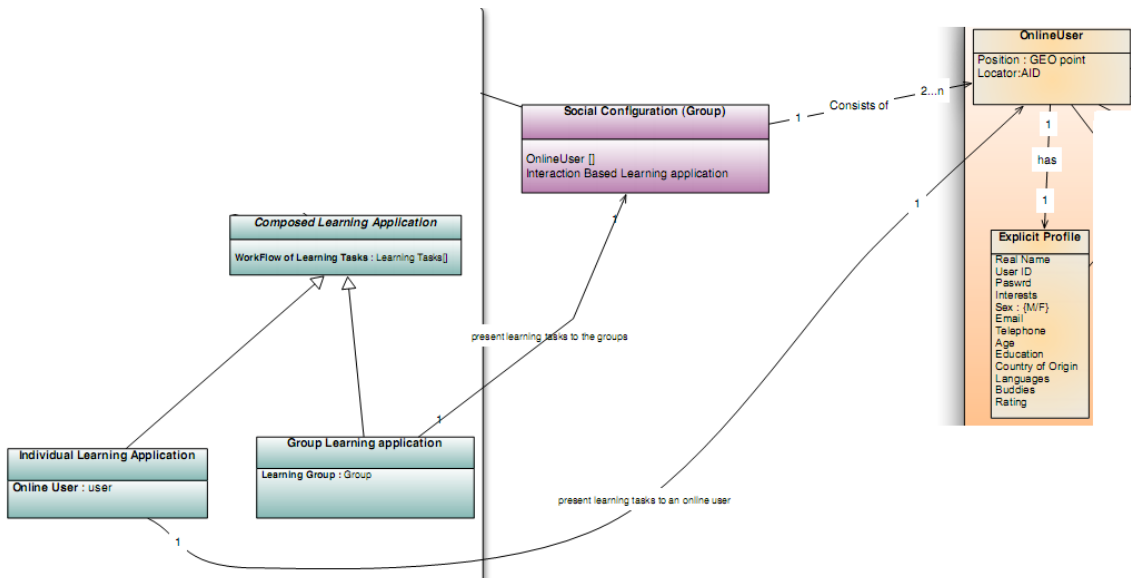 OnlineUser
Position : GEO point
Locator:AID
2...n
Consists of
1
Social Configuration (Group)
OnlineUser []
Interaction Based Learning application
1
has
1
1
1
Composed Learning Application
WorkFlow of Learning Tasks : Learning Tasks[]
Explicit Profile
Real Name
User ID
Paswrd
Interests
Sex : {M/F}
Email
Telephone
Age
Education
Country of Origin
Languages
Buddies
Rating
present learning tasks to the groups
1
Group Learning application
Learning Group : Group
Individual Learning Application
Online User : user
present learning tasks to an online user
1